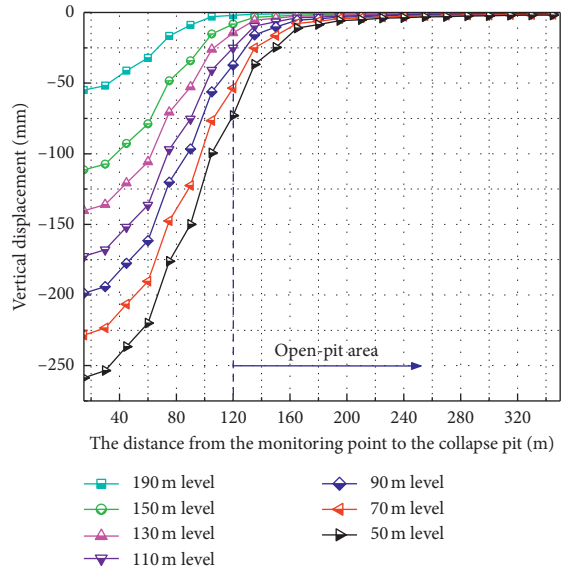 Vertical displacement (mm)
0
−50
−100
−150
−200
−250
Open-pit area
40 80 120 160 200 240 280 320
The distance from the monitoring point to the collapse pit (m)
190 m level
150 m level
130 m level
110 m level
90 m level
70 m level
50 m level